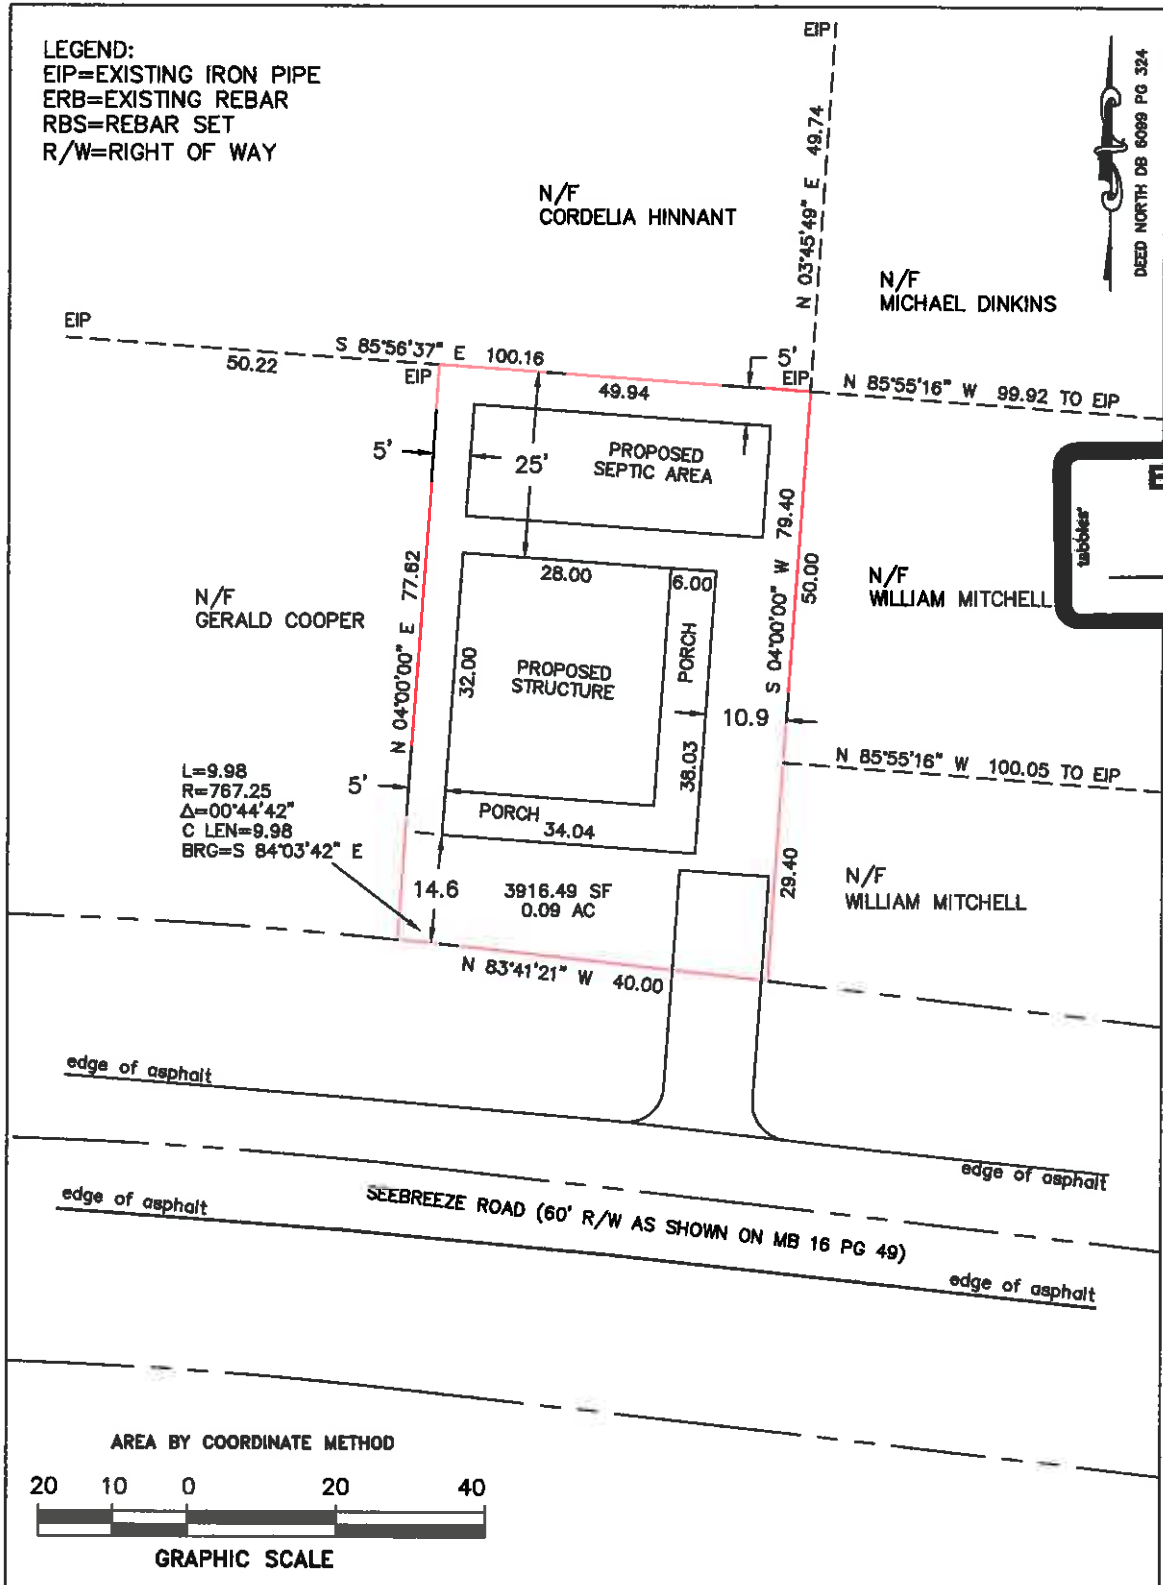 LEGEND:
EIP=EXISTING IRON PIPE
ERB=EXISTING REBAR
RBS=REBAR SET
R/W=RIGHT OF WAY
EIP
N 03°45'49" E 49.74
DEED NORTH DB 6099 PG 324
N/F
CORDELIA HINNANT
N/F
MICHAEL DINKINS
EIP
50.22
S 85°56'37" E 100.16
EIP
49.94
5'
EIP
N 85°55'16" W 99.92 TO EIP
5'
25'
PROPOSED
SEPTIC AREA
S 04°00'00" W 79.40
50.00
tabbies'
N/F
WILLIAM MITCHELL
N/F
GERALD COOPER
N 04°00'00" E 77.62
28.00
6.00
32.00
PROPOSED
STRUCTURE
PORCH
10.9
38.03
N 85°55'16" W 100.05 TO EIP
L=9.98
R=767.25
Δ=00°44'42"
C LEN=9.98
BRG=S 84°03'42" E
5'
PORCH
34.04
14.6
3916.49 SF
0.09 AC
29.40
N/F
WILLIAM MITCHELL
N 83°41'21" W 40.00
edge of asphalt
edge of asphalt
edge of asphalt
SEEBREEZE ROAD (60' R/W AS SHOWN ON MB 16 PG 49)
edge of asphalt
AREA BY COORDINATE METHOD
20 10 0 20 40
GRAPHIC SCALE